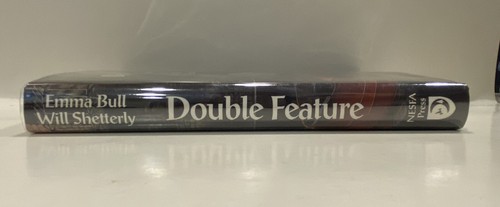 Emma Bull
Will Shetterly
Double Feature
NESFA
Press